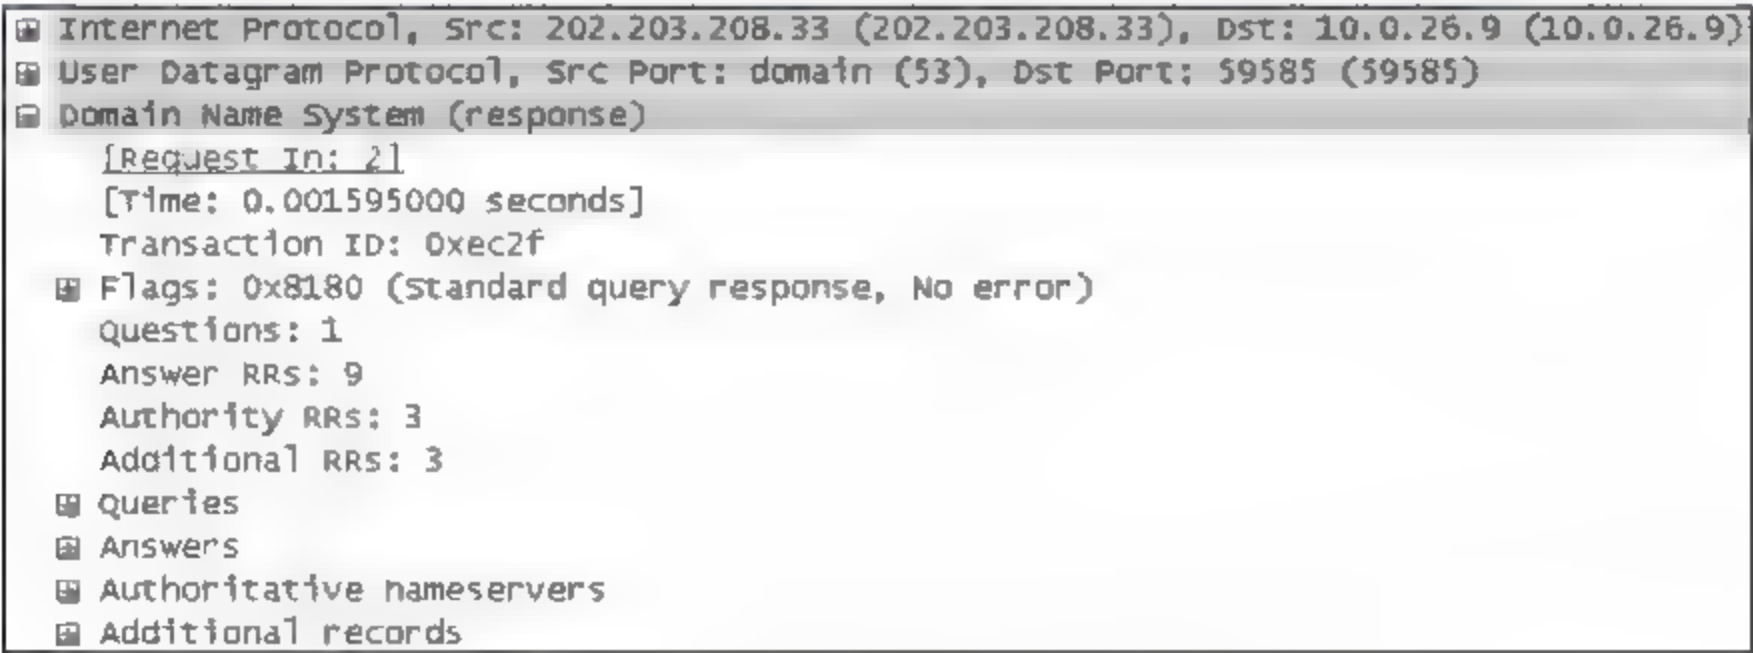 Internet Protocol, Src: 202.203.208.33 (202.203.208.33), Dst: 10.0.26.9 (10.0.26.9)
User Datagram Protocol, Src Port: domain (53), Dst Port: 59585 (59585)
Domain Name System (response)
[Request In: 2]
[Time: 0.001595000 seconds]
Transaction ID: 0xec2f
Flags: 0x8180 (Standard query response, No error)
Questions: 1
Answer RRs: 9
Authority RRs: 3
Additional RRs: 3
Queries
Answers
Authoritative nameservers
Additional records